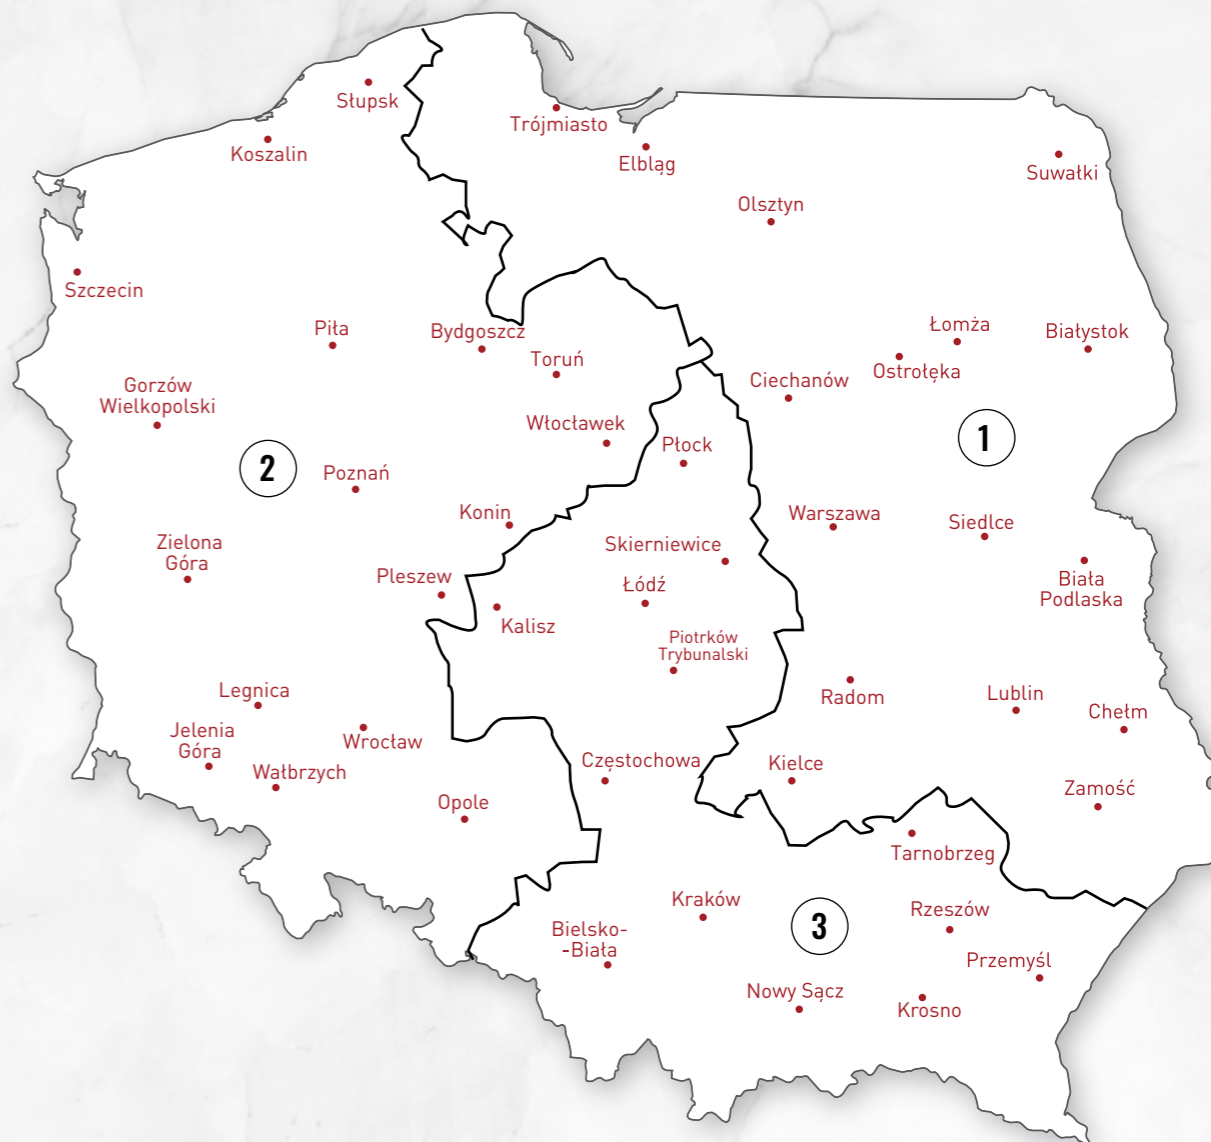 Słupsk
Trójmiasto
Koszalin
Elbląg
Suwałki
Olsztyn
Szczecin
Piła
Bydgoszcz
Toruń
Łomża
Białystok
Ostrołęka
Ciechanów
Gorzów
Wielkopolski
Włocławek
Płock
1
2
Poznań
Konin
Warszawa
Siedlce
Zielona
Góra
Skierniewice
Pleszew
Łódź
Biała
Podlaska
Kalisz
Piotrków
Trybunalski
Legnica
Radom
Lublin
Chełm
Jelenia
Góra
Wrocław
Wałbrzych
Częstochowa
Kielce
Zamość
Opole
Tarnobrzeg
Kraków
3
Rzeszów
Bielsko-
-Biała
Przemyśl
Nowy Sącz
Krosno